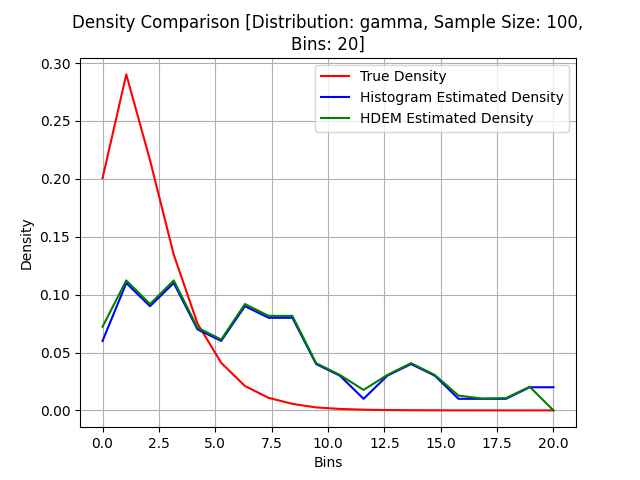 Density Comparison [Distribution: gamma, Sample Size: 100,
Bins: 20]
True Density
Histogram Estimated Density
HDEM Estimated Density
Density
0.30
0.25
0.20
0.15
0.10
0.05
0.00
0.0 2.5 5.0 7.5 10.0 12.5 15.0 17.5 20.0
Bins